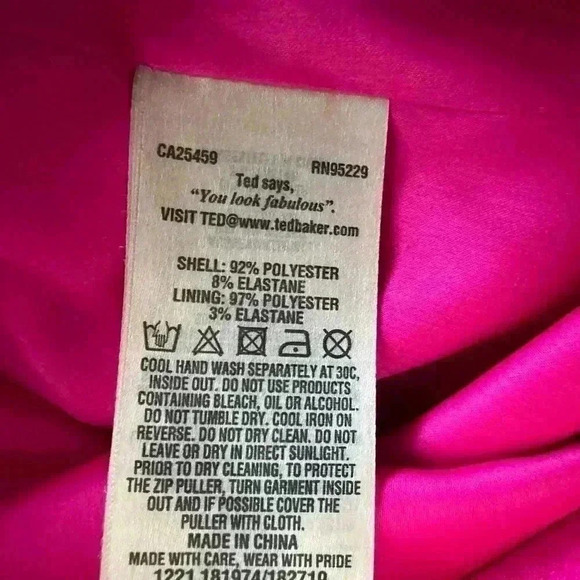 CA25459 RN95229
Ted says,
"You look fabulous".
VISIT TED@www.tedbaker.com
SHELL: 92% POLYESTER
8% ELASTANE
LINING: 97% POLYESTER
3% ELASTANE
COOL HAND WASH SEPARATELY AT 30C,
INSIDE OUT. DO NOT USE PRODUCTS
CONTAINING BLEACH, OIL OR ALCOHOL.
DO NOT TUMBLE DRY. COOL IRON ON
REVERSE. DO NOT DRY CLEAN. DO NOT
LEAVE OR DRY IN DIRECT SUNLIGHT.
PRIOR TO DRY CLEANING, TO PROTECT
THE ZIP PULLER, TURN GARMENT INSIDE
OUT AND IF POSSIBLE COVER THE
PULLER WITH CLOTH.
MADE IN CHINA
MADE WITH CARE, WEAR WITH PRIDE
1221 181974/182710